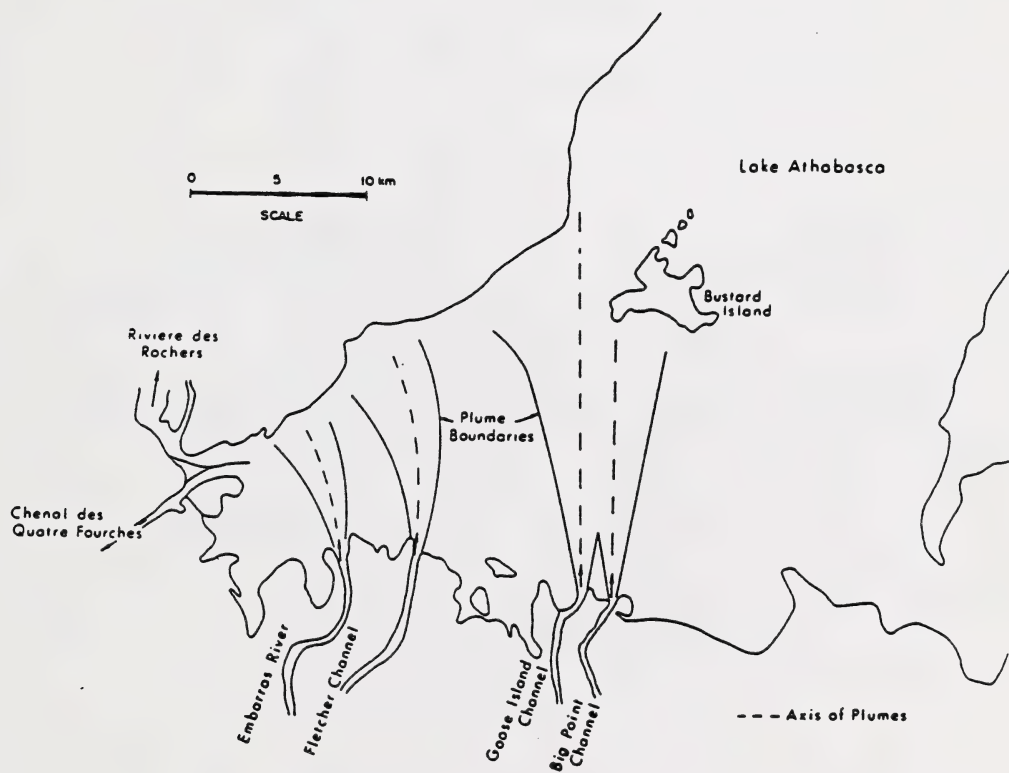 Lake Athabasca
0 5 10 km
SCALE
Bustard
Island
Riviere des
Rochers
Plume
Boundaries
Chenal des
Quatre Fourches
Embarras River
Fletcher Channel
Goose Island
Channel
Big Point
Channel
--- Axis of Plumes